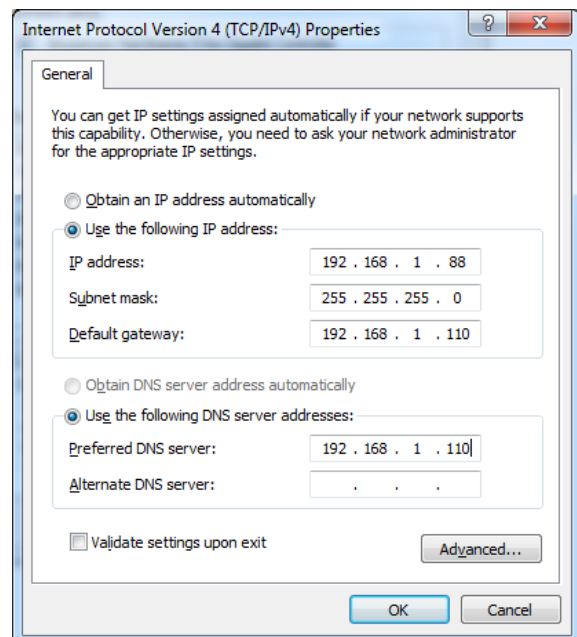 Internet Protocol Version 4 (TCP/IPv4) Properties
?
X
General
You can get IP settings assigned automatically if your network supports
this capability. Otherwise, you need to ask your network administrator
for the appropriate IP settings.
Obtain an IP address automatically
Use the following IP address:
IP address: 192 . 168 . 1 . 88
Subnet mask: 255 . 255 . 255 . 0
Default gateway: 192 . 168 . 1 . 110
Obtain DNS server address automatically
Use the following DNS server addresses:
Preferred DNS server: 192 . 168 . 1 . 110
Alternate DNS server: . . .
Validate settings upon exit
Advanced...
OK Cancel